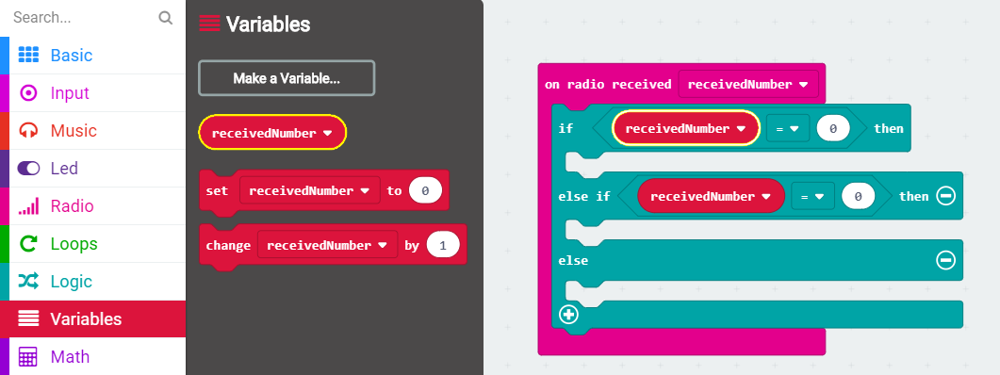 Search...
Basic
Input
Music
Led
Radio
Loops
Logic
Variables
Math
Variables
Make a Variable...
receivedNumber
set receivedNumber to 0
change receivedNumber by 1
on radio received receivedNumber
if receivedNumber = 0 then
else if receivedNumber = 0 then
else